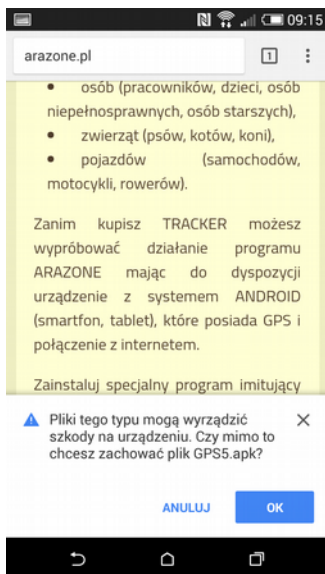 09:15
arazone.pl
1
• osób (pracowników, dzieci, osób
niepełnosprawnych, osób starszych),
• zwierząt (psów, kotów, koni),
• pojazdów (samochodów,
motocykli, rowerów).
Zanim kupisz TRACKER możesz
wypróbować działanie programu
ARAZONE mając do dyspozycji
urządzenie z systemem ANDROID
(smartfon, tablet), które posiada GPS i
połączenie z internetem.
Zainstaluj specjalny program imitujący
Pliki tego typu mogą wyrządzić
szkody na urządzeniu. Czy mimo to
chcesz zachować plik GPS5.apk?
ANULUJ OK